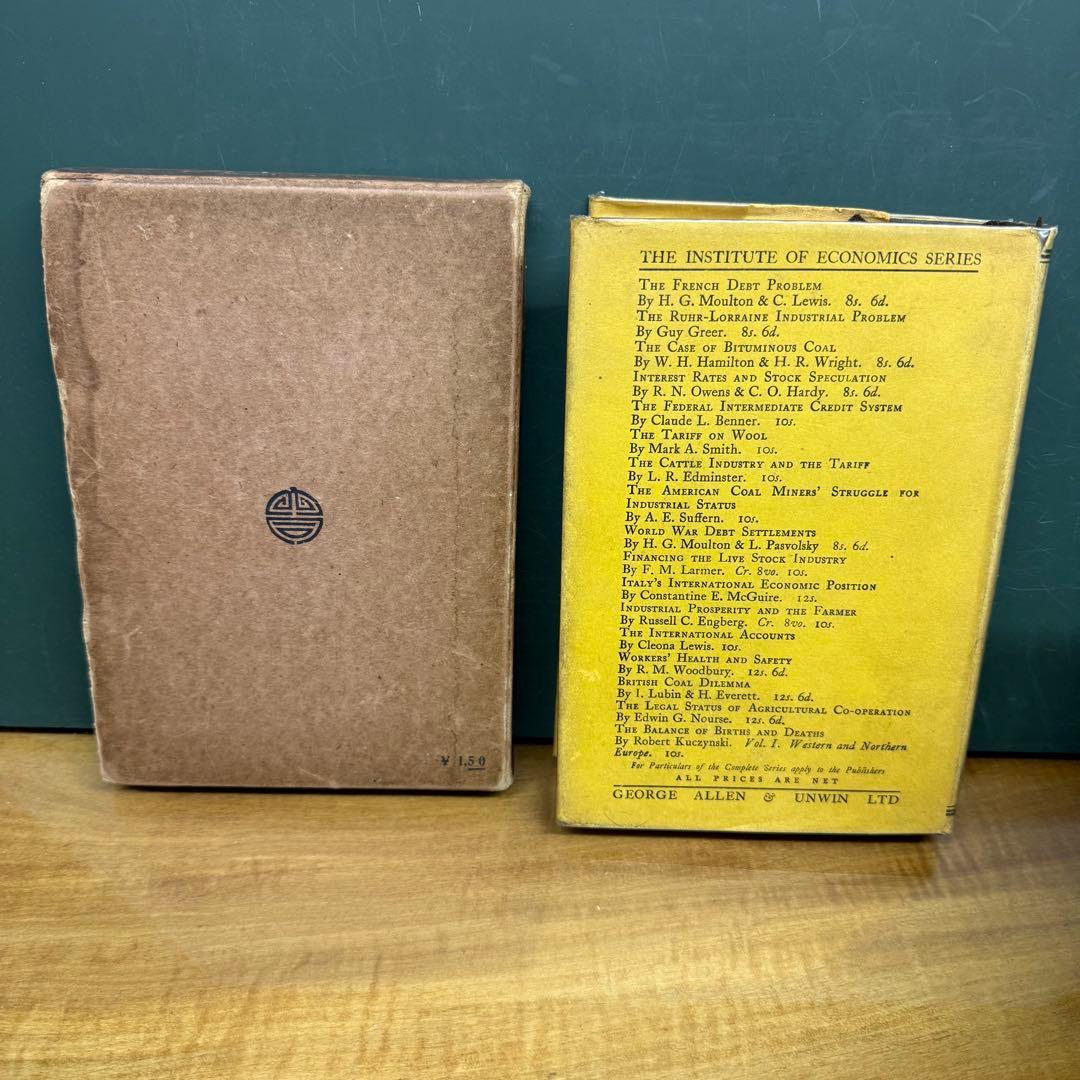 ¥ 1.50
THE INSTITUTE OF ECONOMICS SERIES
THE FRENCH DEBT PROBLEM
By H. G. Moulton & C. Lewis. 8s. 6d.
THE RUHR-LORRAINE INDUSTRIAL PROBLEM
By Guy Greer. 8s. 6d.
THE CASE OF BITUMINOUS COAL
By W. H. Hamilton & H. R. Wright. 8s. 6d.
INTEREST RATES AND STOCK SPECULATION
By R. N. Owens & C. O. Hardy. 8s. 6d.
THE FEDERAL INTERMEDIATE CREDIT SYSTEM
By Claude L. Benner. 10s.
THE TARIFF ON WOOL
By Mark A. Smith. 10s.
THE CATTLE INDUSTRY AND THE TARIFF
By L. R. Edminster. 10s.
THE AMERICAN COAL MINERS' STRUGGLE FOR
INDUSTRIAL STATUS
By A. E. Suffern. 10s.
WORLD WAR DEBT SETTLEMENTS
By H. G. Moulton & L. Pasvolsky 8s. 6d.
FINANCING THE LIVE STOCK INDUSTRY
By F. M. Larmer. Cr. 8vo. 10s.
ITALY'S INTERNATIONAL ECONOMIC POSITION
By Constantine E. McGuire. 12s.
INDUSTRIAL PROSPERITY AND THE FARMER
By Russell C. Engberg. Cr. 8vo. 10s.
THE INTERNATIONAL ACCOUNTS
By Cleona Lewis. 10s.
WORKERS' HEALTH AND SAFETY
By R. M. Woodbury. 12s. 6d.
BRITISH COAL DILEMMA
By I. Lubin & H. Everett. 12s. 6d.
THE LEGAL STATUS OF AGRICULTURAL CO-OPERATION
By Edwin G. Nourse. 12s. 6d.
THE BALANCE OF BIRTHS AND DEATHS
By Robert Kuczynski. Vol. I. Western and Northern
Europe. 10s.
For Particulars of the Complete Series apply to the Publishers
ALL PRICES ARE NET
GEORGE ALLEN & UNWIN LTD